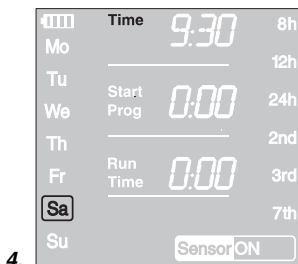 Time 9:30 8h
Mo
12h
Tu
Start Prog 0:00 24h
We
2nd
Th
Run Time 0:00 3rd
Fr
Sa
7th
Su
Sensor ON
4.